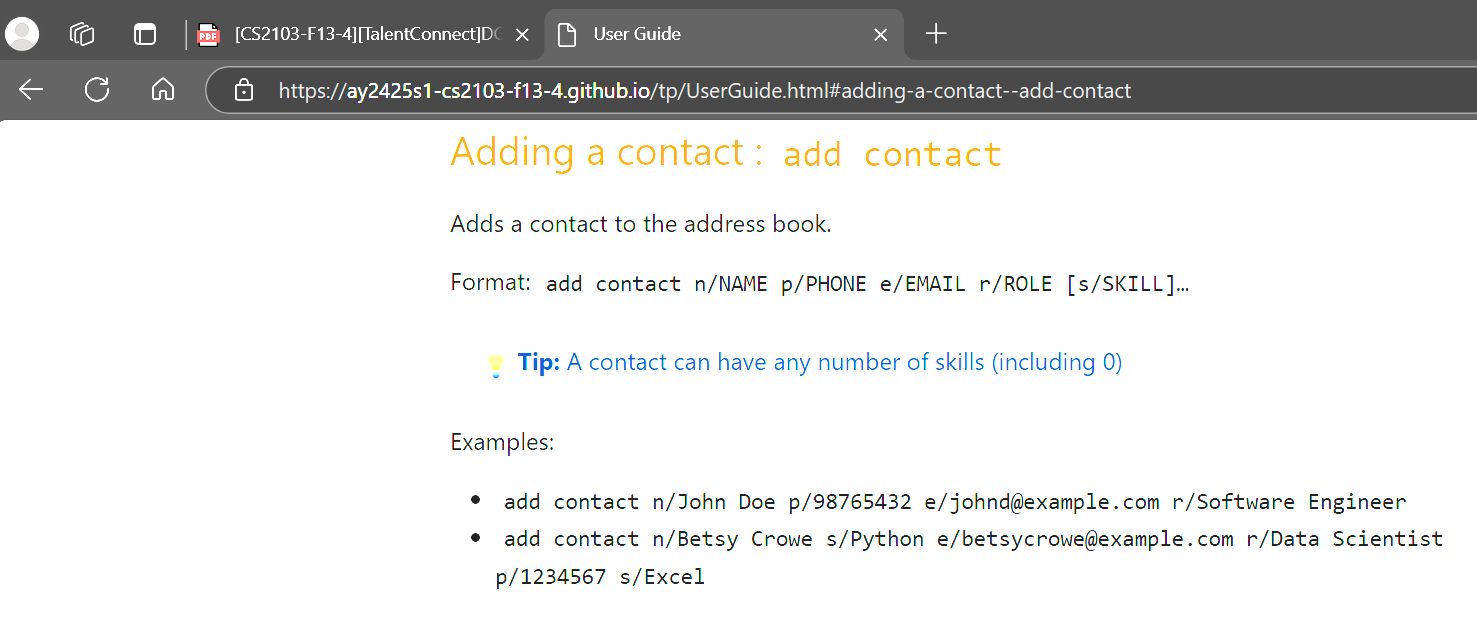 PDF [CS2103-F13-4][TalentConnect]DG User Guide
https://ay2425s1-cs2103-f13-4.github.io/tp/UserGuide.html#adding-a-contact--add-contact
Adding a contact : add contact
Adds a contact to the address book.
Format: add contact n/NAME p/PHONE e/EMAIL r/ROLE [s/SKILL]…
Tip: A contact can have any number of skills (including 0)
Examples:
• add contact n/John Doe p/98765432 e/johnd@example.com r/Software Engineer
• add contact n/Betsy Crowe s/Python e/betsycrowe@example.com r/Data Scientist
p/1234567 s/Excel